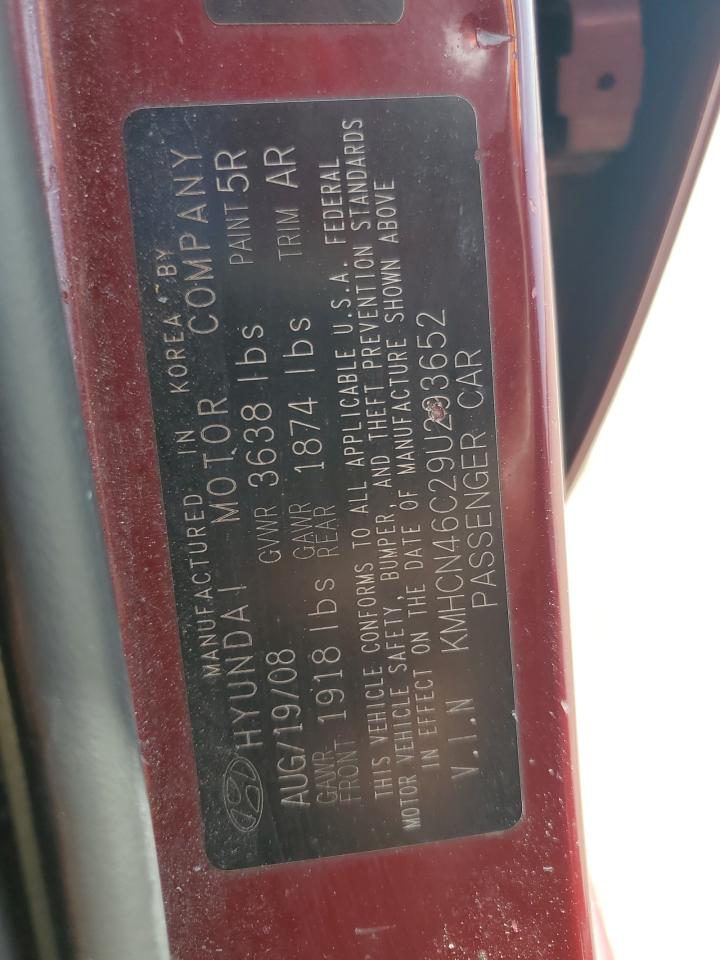 MANUFACTURED IN KOREA BY
HYUNDAI MOTOR COMPANY
AUG/19/08 GVWR 3638 lbs PAINT 5R
GAWR FRONT 1918 lbs GAWR REAR 1874 lbs TRIM AR
THIS VEHICLE CONFORMS TO ALL APPLICABLE U.S.A. FEDERAL
MOTOR VEHICLE SAFETY, BUMPER, AND THEFT PREVENTION STANDARDS
IN EFFECT ON THE DATE OF MANUFACTURE SHOWN ABOVE
V.I.N KMHCN46C29U293652
PASSENGER CAR